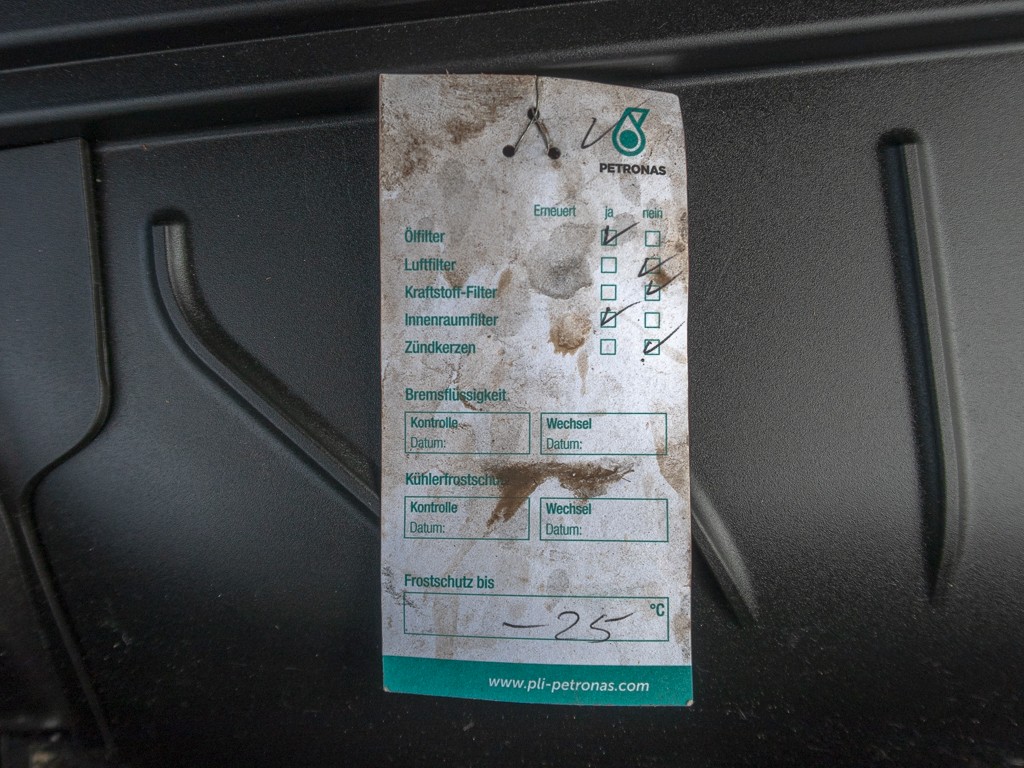 PETRONAS
Erneuert ja nein
Ölfilter
Luftfilter
Kraftstoff-Filter
Innenraumfilter
Zündkerzen
Bremsflüssigkeit
Kontrolle Wechsel
Datum: Datum:
Kühlerfrostschutz
Kontrolle Wechsel
Datum: Datum:
Frostschutz bis
°C
-25
www.pli-petronas.com